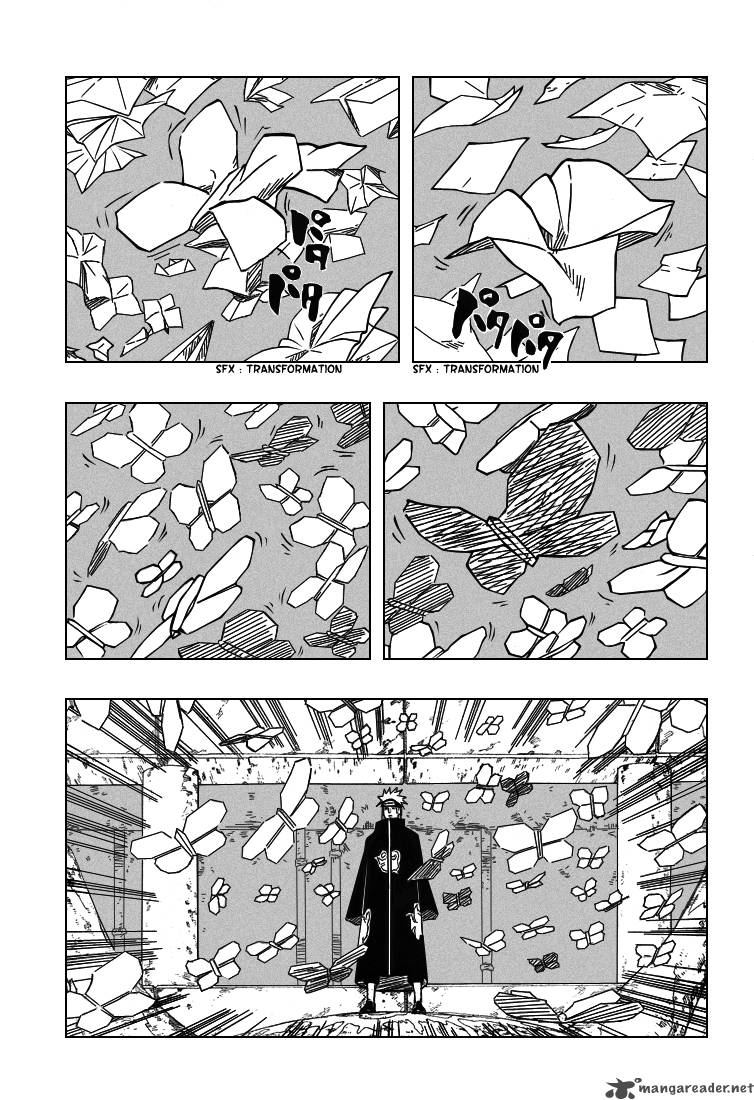 パタパタ
パタ
パタ
SFX : TRANSFORMATION
SFX : TRANSFORMATION
mangareader.net